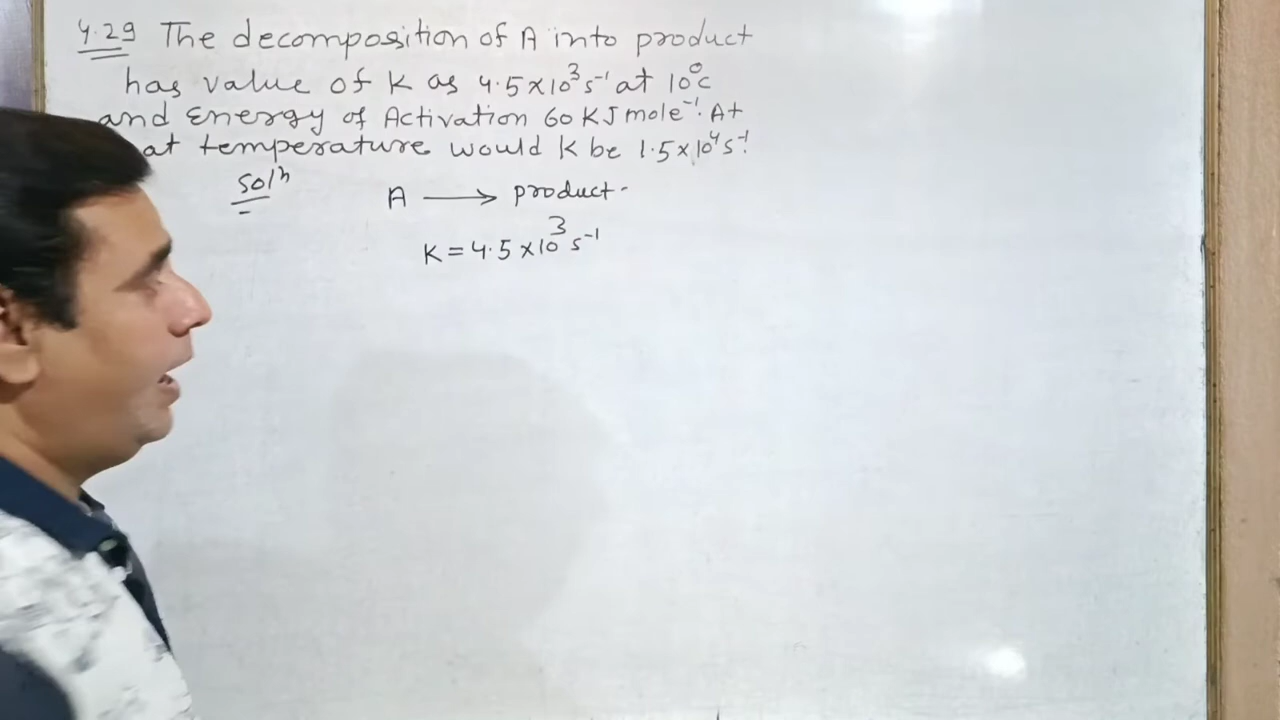 4.29 The decomposition of A into product
has value of K as 4.5×10³s⁻¹ at 10°C
and Energy of Activation 60 KJ mole⁻¹. At
at temperature would K be 1.5×10⁴s⁻¹?
Solⁿ
A ⟶ product.
K = 4.5×10³ s⁻¹